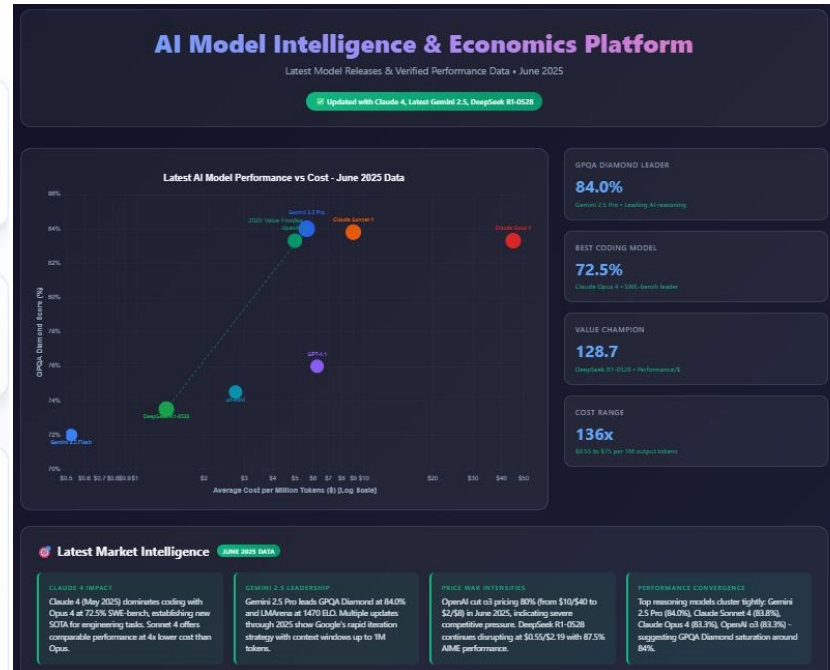 AI Model Intelligence & Economics Platform
Latest Model Releases & Verified Performance Data • June 2025
Updated with Claude 4, Latest Gemini 2.5, DeepSeek R1-0528
Latest AI Model Performance vs Cost - June 2025 Data
86%
84%
82%
80%
78%
76%
74%
72%
70%
GPQA Diamond Score (%)
Gemini 2.5 Pro
2025 Value Frontier
OpenAI
Claude Sonnet 4
Claude Opus 4
GPT-4.1
DeepSeek R1-0528
Gemini 2.5 Flash
$0.5 $0.6 $0.7 $0.8 $0.9 $1 $2 $3 $4 $5 $6 $7 $8 $9 $10 $20 $30 $40 $50
Average Cost per Million Tokens ($) [Log Scale]
GPQA DIAMOND LEADER
84.0%
Gemini 2.5 Pro • Leading AI reasoning
BEST CODING MODEL
72.5%
Claude Opus 4 • SWE-bench leader
VALUE CHAMPION
128.7
DeepSeek R1-0528 • Performance/$
COST RANGE
136x
$0.55 to $75 per 1M output tokens
Latest Market Intelligence JUNE 2025 DATA
CLAUDE 4 IMPACT
Claude 4 (May 2025) dominates coding with
Opus 4 at 72.5% SWE-bench, establishing new
SOTA for engineering tasks. Sonnet 4 offers
comparable performance at 4x lower cost than
Opus.
GEMINI 2.5 LEADERSHIP
Gemini 2.5 Pro leads GPQA Diamond at 84.0%
and LMArena at 1470 ELO. Multiple updates
through 2025 show Google's rapid iteration
strategy with context windows up to 1M
tokens.
PRICE WAR INTENSIFIES
OpenAI cut o3 pricing 80% (from $10/$40 to
$2/$8) in June 2025, indicating severe
competitive pressure. DeepSeek R1-0528
continues disrupting at $0.55/$2.19 with 87.5%
AIME performance.
PERFORMANCE CONVERGENCE
Top reasoning models cluster tightly: Gemini
2.5 Pro (84.0%), Claude Sonnet 4 (83.8%),
Claude Opus 4 (83.3%), OpenAI o3 (83.3%) -
suggesting GPQA Diamond saturation around
84%.